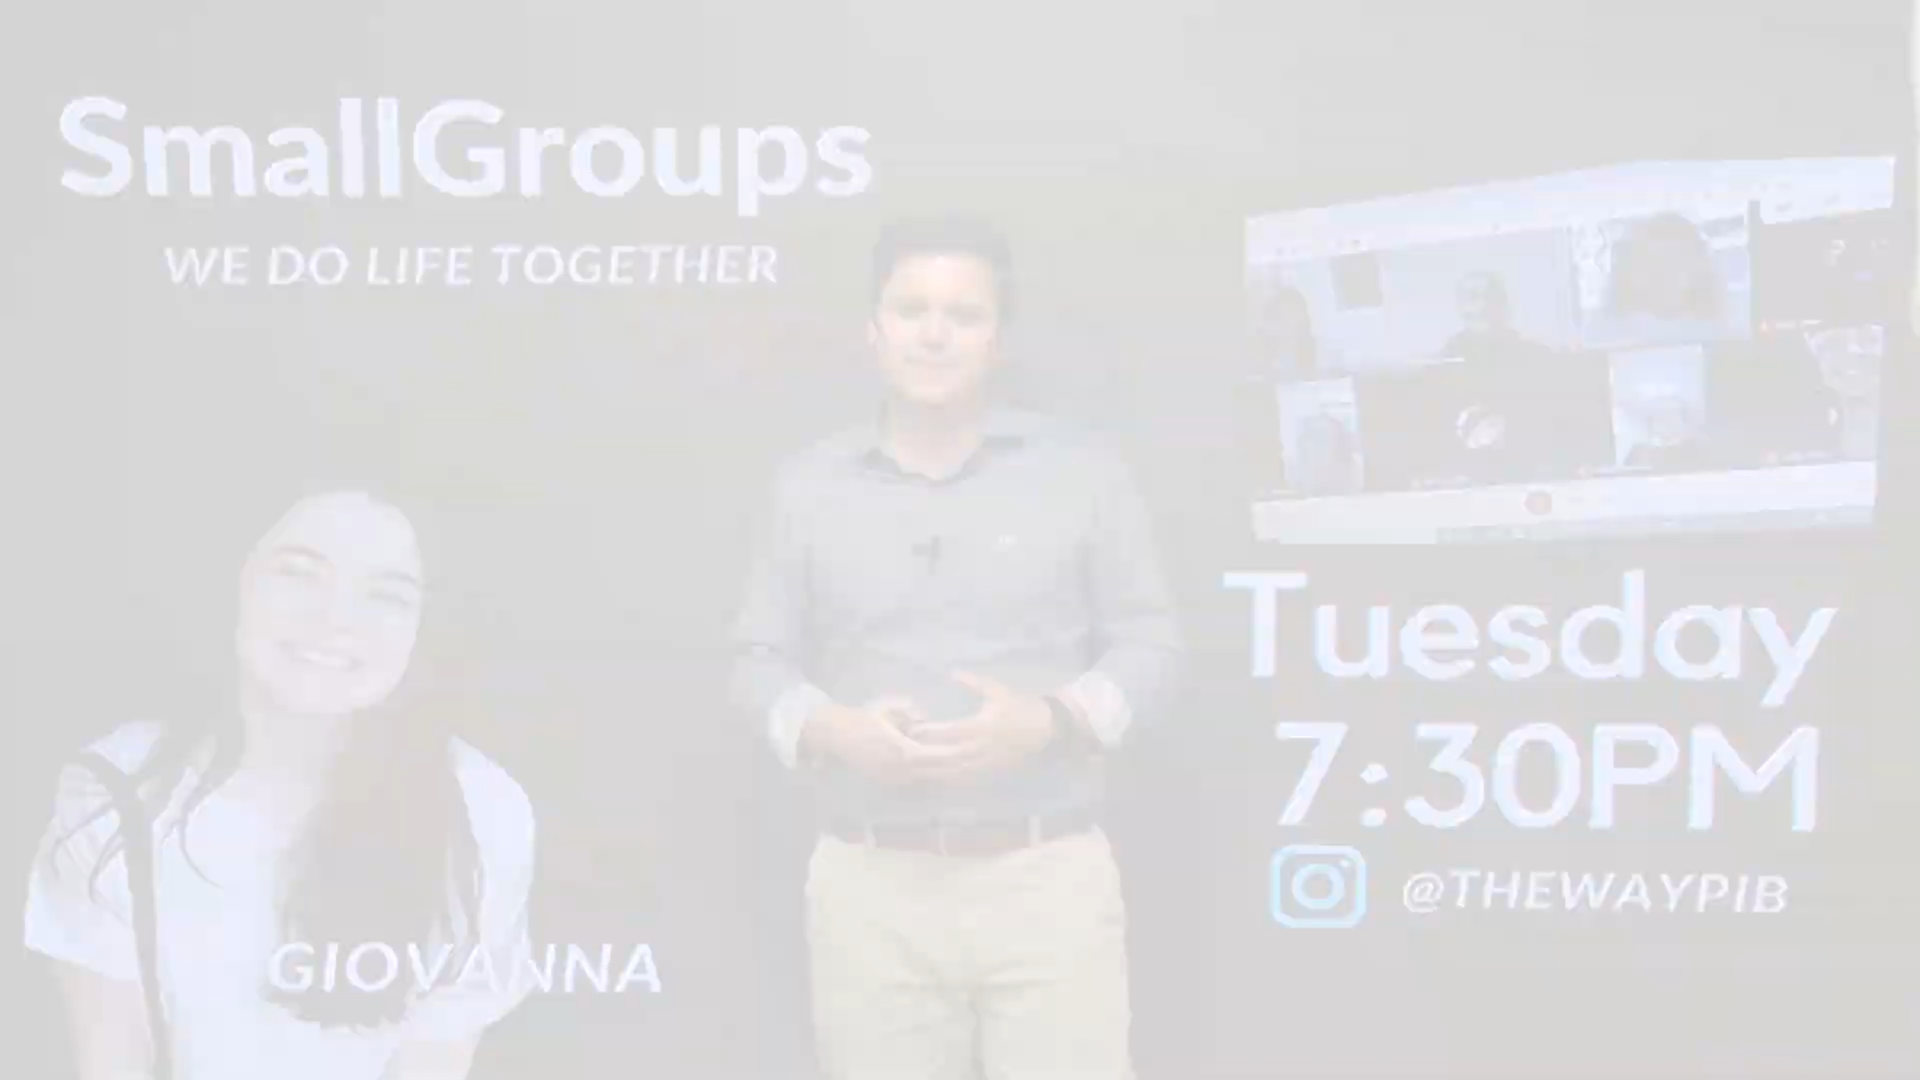 SmallGroups
WE DO LIFE TOGETHER
GIOVANNA
Tuesday
7:30PM
@THEWAYPIB